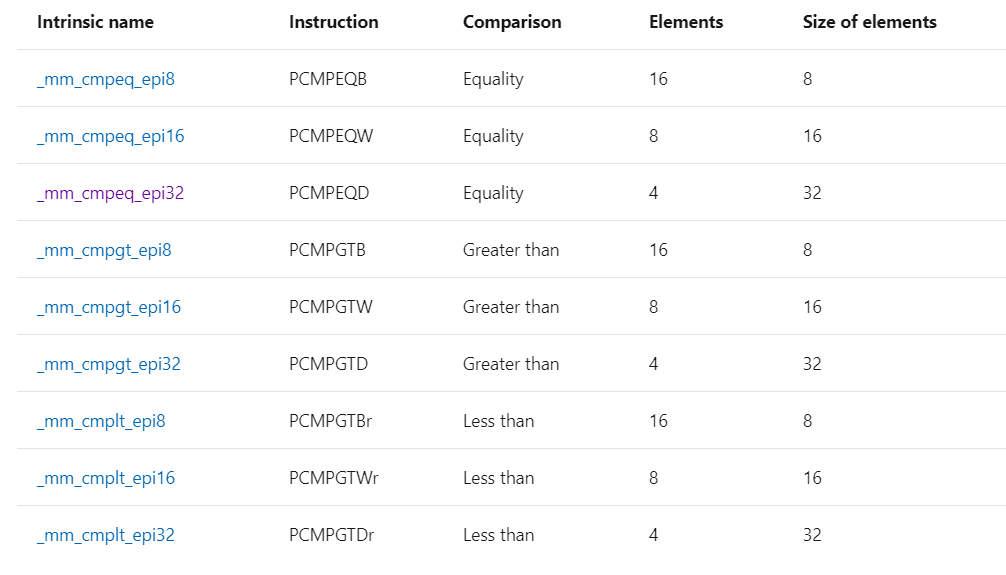 Intrinsic name Instruction Comparison Elements Size of elements
_mm_cmpeq_epi8 PCMPEQB Equality 16 8
_mm_cmpeq_epi16 PCMPEQW Equality 8 16
_mm_cmpeq_epi32 PCMPEQD Equality 4 32
_mm_cmpgt_epi8 PCMPGTB Greater than 16 8
_mm_cmpgt_epi16 PCMPGTW Greater than 8 16
_mm_cmpgt_epi32 PCMPGTD Greater than 4 32
_mm_cmplt_epi8 PCMPGTBr Less than 16 8
_mm_cmplt_epi16 PCMPGTWr Less than 8 16
_mm_cmplt_epi32 PCMPGTDr Less than 4 32